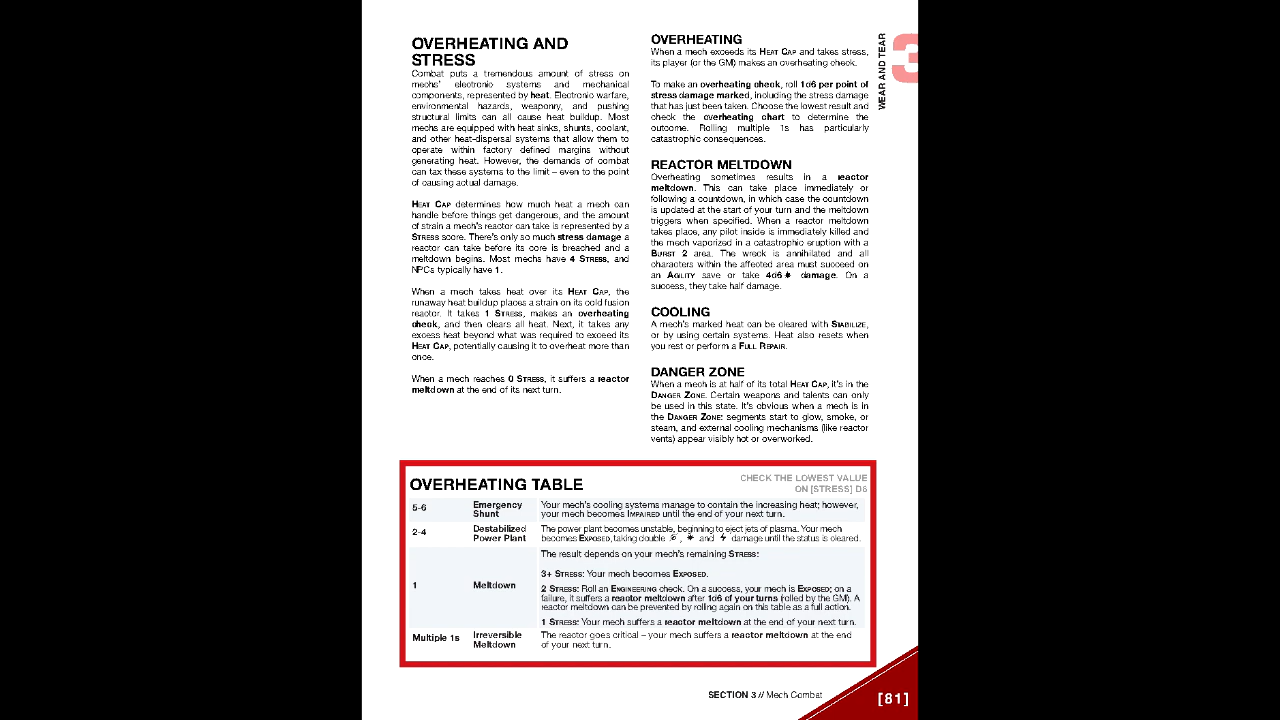 OVERHEATING AND
STRESS
Combat puts a tremendous amount of stress on
mechs' electronic systems and mechanical
components, represented by heat. Electronic warfare,
environmental hazards, weaponry, and pushing
structural limits can all cause heat buildup. Most
mechs are equipped with heat sinks, shunts, coolant,
and other heat-dispersal systems that allow them to
operate within factory defined margins without
generating heat. However, the demands of combat
can tax these systems to the limit – even to the point
of causing actual damage.
HEAT CAP determines how much heat a mech can
handle before things get dangerous, and the amount
of strain a mech's reactor can take is represented by a
STRESS score. There's only so much stress damage a
reactor can take before its core is breached and a
meltdown begins. Most mechs have 4 STRESS, and
NPCs typically have 1.
When a mech takes heat over its HEAT CAP, the
runaway heat buildup places a strain on its cold fusion
reactor. It takes 1 STRESS, makes an overheating
check, and then clears all heat. Next, it takes any
excess heat beyond what was required to exceed its
HEAT CAP, potentially causing it to overheat more than
once.
When a mech reaches 0 STRESS, it suffers a reactor
meltdown at the end of its next turn.
OVERHEATING
When a mech exceeds its HEAT CAP and takes stress,
its player (or the GM) makes an overheating check.
To make an overheating check, roll 1d6 per point of
stress damage marked, including the stress damage
that has just been taken. Choose the lowest result and
check the overheating chart to determine the
outcome. Rolling multiple 1s has particularly
catastrophic consequences.
REACTOR MELTDOWN
Overheating sometimes results in a reactor
meltdown. This can take place immediately or
following a countdown, in which case the countdown
is updated at the start of your turn and the meltdown
triggers when specified. When a reactor meltdown
takes place, any pilot inside is immediately killed and
the mech vaporized in a catastrophic eruption with a
BURST 2 area. The wreck is annihilated and all
characters within the affected area must succeed on
an AGILITY save or take 4d6 damage. On a
success, they take half damage.
COOLING
A mech's marked heat can be cleared with STABILIZE,
or by using certain systems. Heat also resets when
you rest or perform a FULL REPAIR.
DANGER ZONE
When a mech is at half of its total HEAT CAP, it's in the
DANGER ZONE. Certain weapons and talents can only
be used in this state. It's obvious when a mech is in
the DANGER ZONE: segments start to glow, smoke, or
steam, and external cooling mechanisms (like reactor
vents) appear visibly hot or overworked.
WEAR AND TEAR
3
OVERHEATING TABLE
CHECK THE LOWEST VALUE
ON [STRESS] D6
5-6 Emergency Shunt Your mech's cooling systems manage to contain the increasing heat; however,
your mech becomes IMPAIRED until the end of your next turn.
2-4 Destabilized Power Plant The power plant becomes unstable, beginning to eject jets of plasma. Your mech
becomes EXPOSED, taking double , and damage until the status is cleared.
1 Meltdown The result depends on your mech's remaining STRESS:
3+ STRESS: Your mech becomes EXPOSED.
2 STRESS: Roll an ENGINEERING check. On a success, your mech is EXPOSED; on a
failure, it suffers a reactor meltdown after 1d6 of your turns (rolled by the GM). A
reactor meltdown can be prevented by rolling again on this table as a full action.
1 STRESS: Your mech suffers a reactor meltdown at the end of your next turn.
Multiple 1s Irreversible Meltdown The reactor goes critical – your mech suffers a reactor meltdown at the end
of your next turn.
SECTION 3 // Mech Combat
[81]